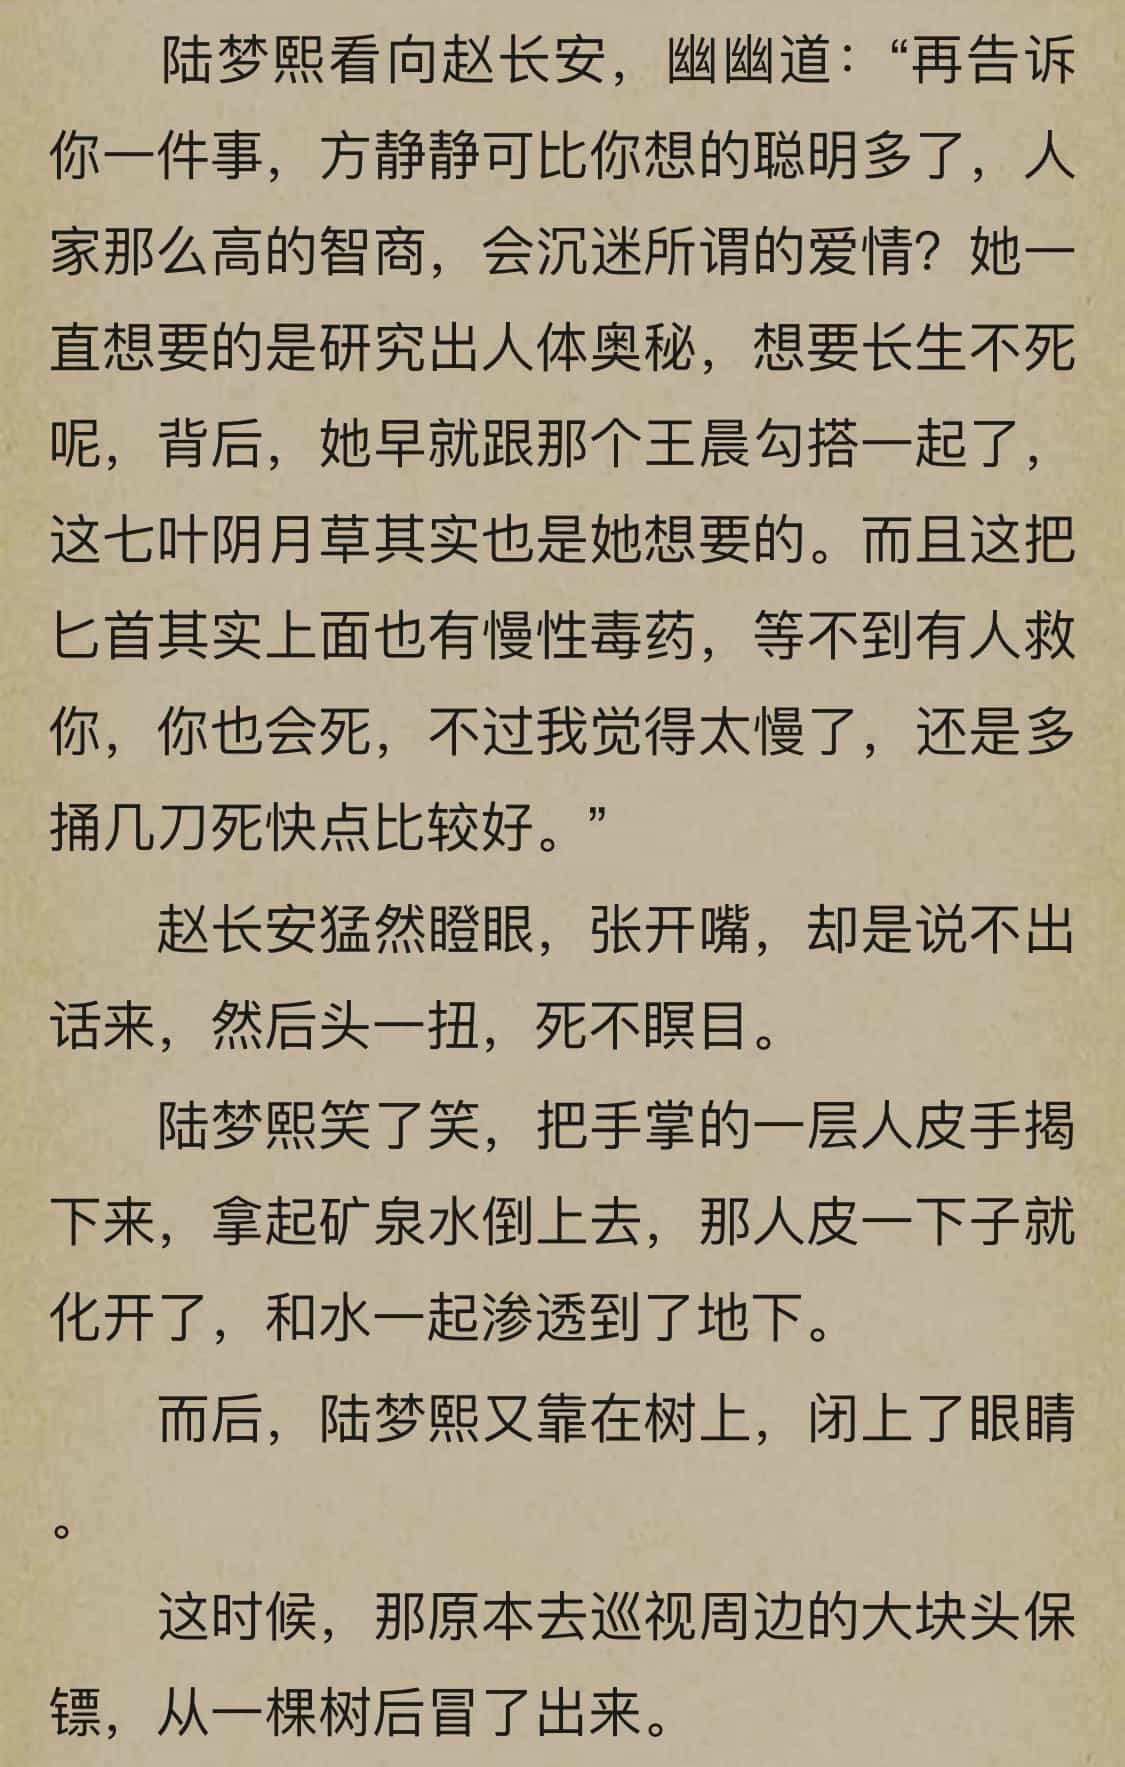 陆梦熙看向赵长安，幽幽道：“再告诉
你一件事，方静静可比你想的聪明多了，人
家那么高的智商，会沉迷所谓的爱情？她一
直想要的是研究出人体奥秘，想要长生不死
呢，背后，她早就跟那个王晨勾搭一起了，
这七叶阴月草其实也是她想要的。而且这把
匕首其实上面也有慢性毒药，等不到有人救
你，你也会死，不过我觉得太慢了，还是多
捅几刀死快点比较好。”
赵长安猛然瞪眼，张开嘴，却是说不出
话来，然后头一扭，死不瞑目。
陆梦熙笑了笑，把手掌的一层人皮手揭
下来，拿起矿泉水倒上去，那人皮一下子就
化开了，和水一起渗透到了地下。
而后，陆梦熙又靠在树上，闭上了眼睛
。
这时候，那原本去巡视周边的大块头保
镖，从一棵树后冒了出来。